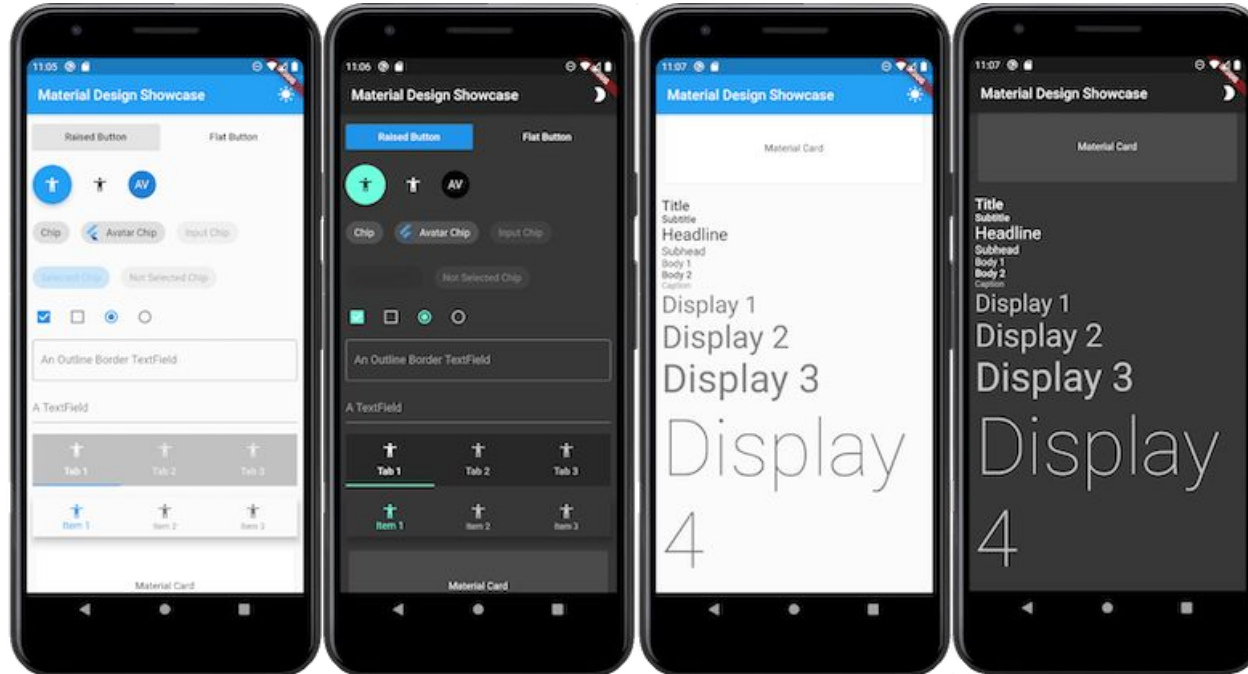 11:05
Material Design Showcase
Raised Button Flat Button
AV
Chip Avatar Chip Input Chip
Selected Chip Not Selected Chip
An Outline Border TextField
A TextField
Tab 1 Tab 2 Tab 3
Item 1 Item 2 Item 3
Material Card
11:06
Material Design Showcase
Raised Button Flat Button
AV
Chip Avatar Chip Input Chip
Not Selected Chip
An Outline Border TextField
A TextField
Tab 1 Tab 2 Tab 3
Item 1 Item 2 Item 3
Material Card
11:07
Material Design Showcase
Material Card
Title
Subtitle
Headline
Subhead
Body 1
Body 2
Caption
Display 1
Display 2
Display 3
Display
4
11:07
Material Design Showcase
Material Card
Title
Subtitle
Headline
Subhead
Body 1
Body 2
Caption
Display 1
Display 2
Display 3
Display
4